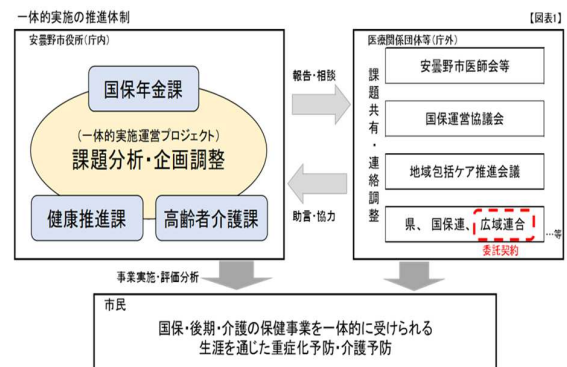 一体的実施の推進体制
【図表1】
安曇野市役所(庁内)
国保年金課
(一体的実施運営プロジェクト)
課題分析・企画調整
健康推進課
高齢者介護課
報告・相談
助言・協力
医療関係団体等(庁外)
課題共有・連絡調整
安曇野市医師会等
国保運営協議会
地域包括ケア推進会議
県、国保連、広域連合
…等
委託契約
事業実施・評価分析
市民
国保・後期・介護の保健事業を一体的に受けられる
生涯を通じた重症化予防・介護予防